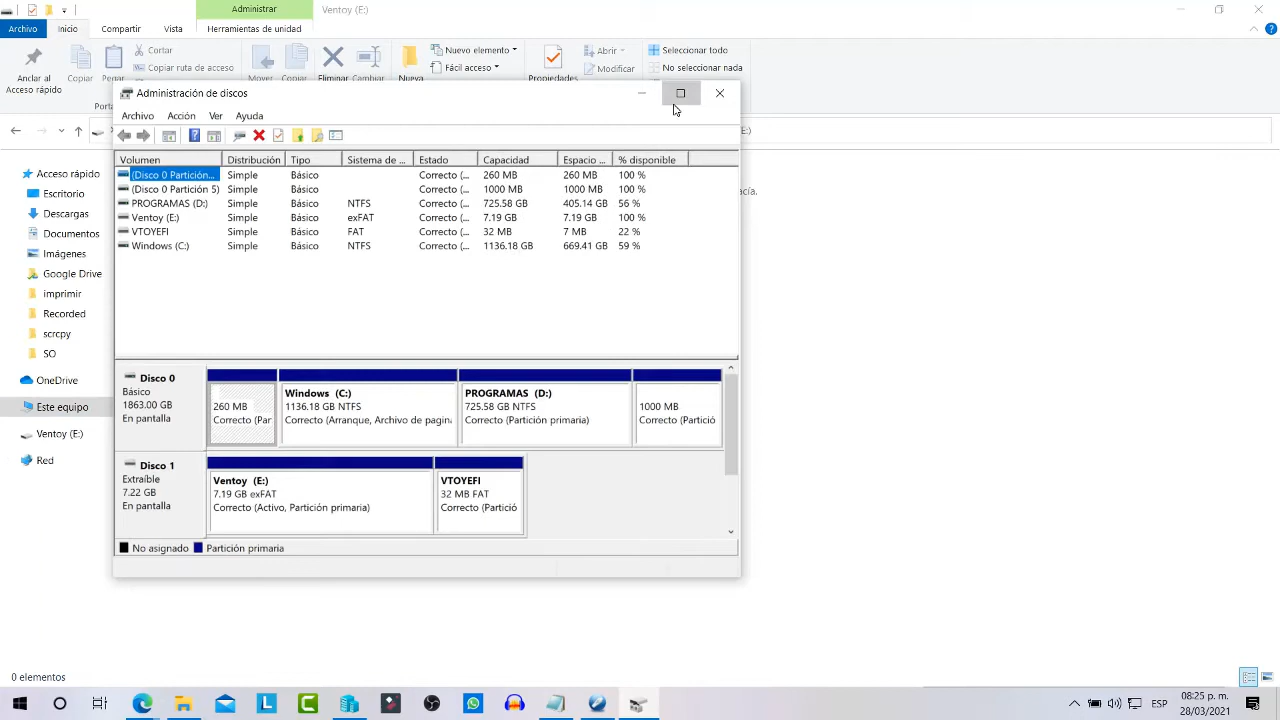 Administrar
Ventoy (E:)
Archivo
Inicio
Compartir
Vista
Herramientas de unidad
Anclar al
Acceso rápido
Copiar
Pegar
Cortar
Copiar ruta de acceso
Mover
Copiar
Eliminar
Cambiar
Nueva
Nuevo elemento
Fácil acceso
Propiedades
Abrir
Modificar
Seleccionar todo
No seleccionar nada
Administración de discos
Archivo Acción Ver Ayuda
E:)
Volumen Distribución Tipo Sistema de ... Estado Capacidad Espacio ... % disponible
(Disco 0 Partición... Simple Básico Correcto (... 260 MB 260 MB 100 %
(Disco 0 Partición 5) Simple Básico Correcto (... 1000 MB 1000 MB 100 %
PROGRAMAS (D:) Simple Básico NTFS Correcto (... 725.58 GB 405.14 GB 56 %
Ventoy (E:) Simple Básico exFAT Correcto (... 7.19 GB 7.19 GB 100 %
VTOYEFI Simple Básico FAT Correcto (... 32 MB 7 MB 22 %
Windows (C:) Simple Básico NTFS Correcto (... 1136.18 GB 669.41 GB 59 %
Acceso rápido
Escritorio
Descargas
Documentos
Imágenes
Google Drive
imprimir
Recorded
scrcpy
SO
OneDrive
Este equipo
Ventoy (E:)
Red
Disco 0
Básico
1863.00 GB
En pantalla
260 MB
Correcto (Par
Windows (C:)
1136.18 GB NTFS
Correcto (Arranque, Archivo de pagin
PROGRAMAS (D:)
725.58 GB NTFS
Correcto (Partición primaria)
1000 MB
Correcto (Partició
Disco 1
Extraíble
7.22 GB
En pantalla
Ventoy (E:)
7.19 GB exFAT
Correcto (Activo, Partición primaria)
VTOYEFI
32 MB FAT
Correcto (Partició
No asignado Partición primaria
0 elementos
ESP
08:25 p. m.
28/03/2021